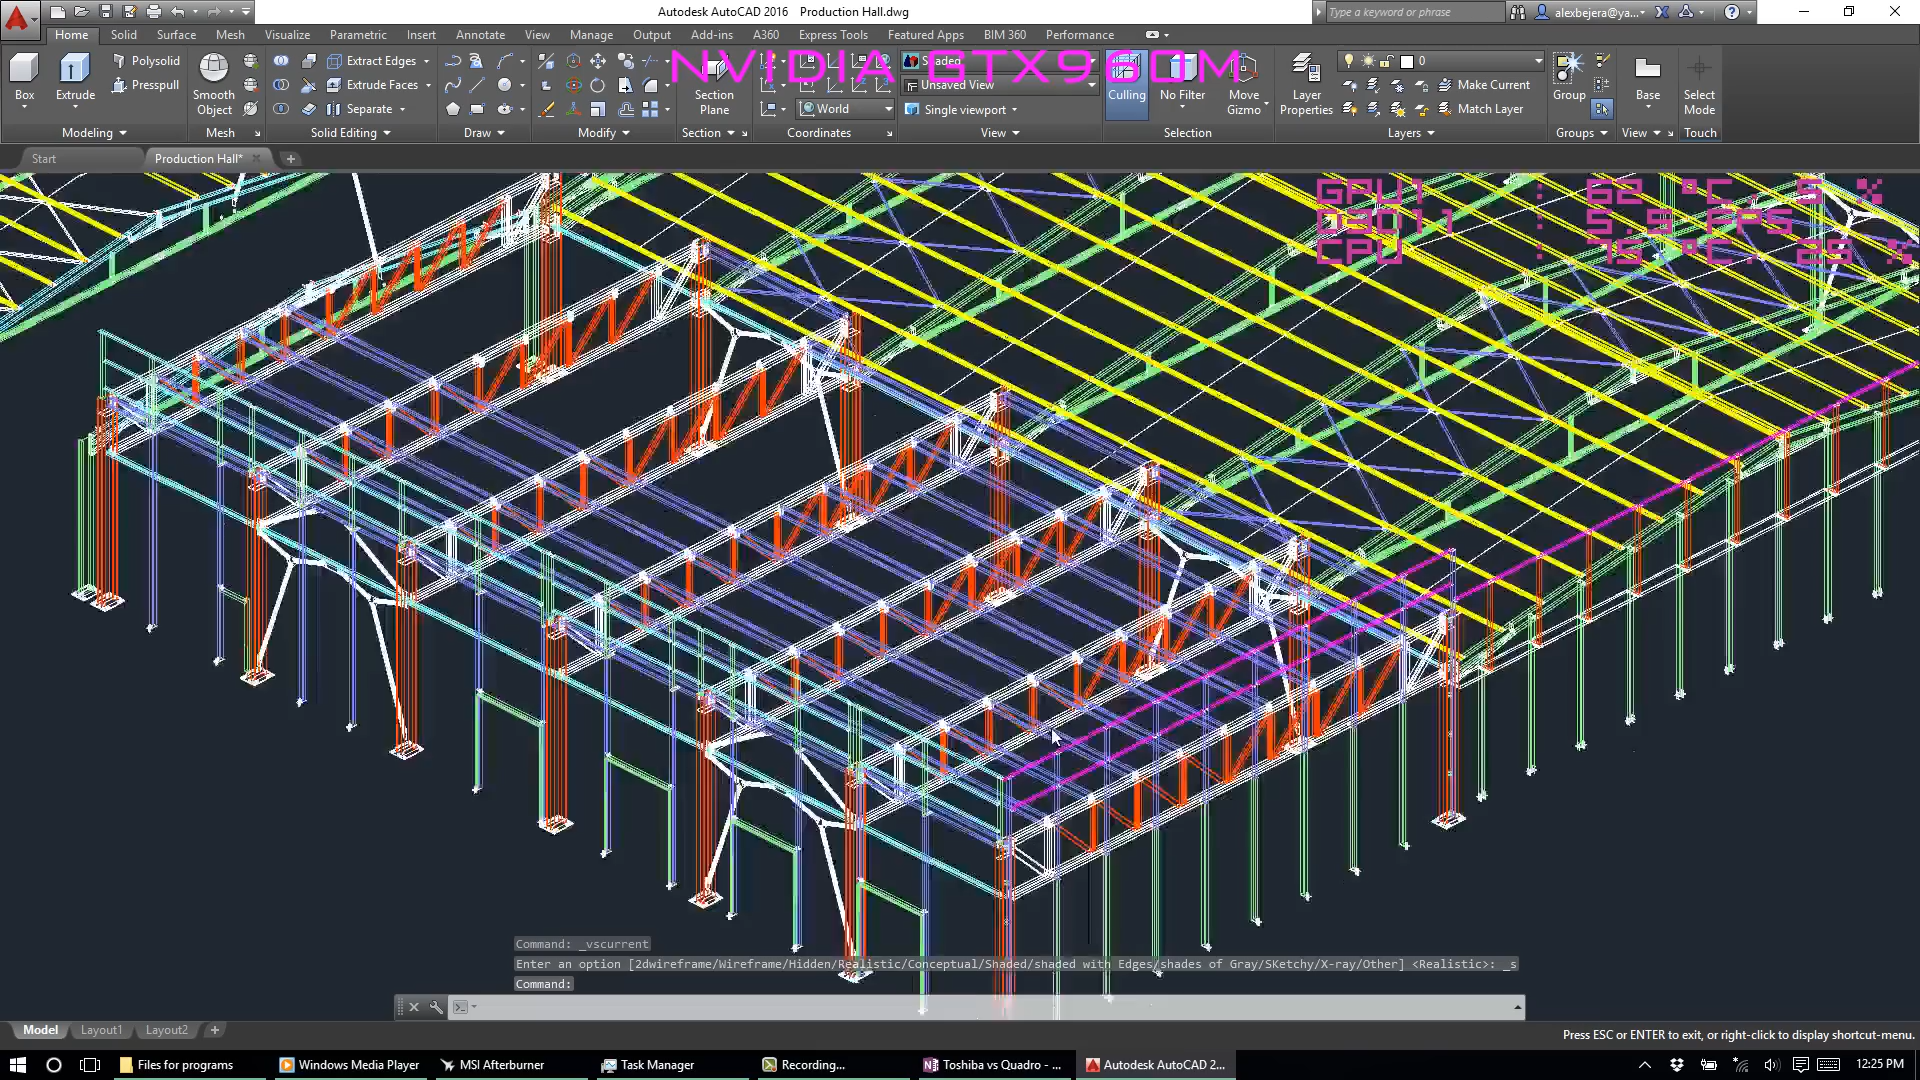 Autodesk AutoCAD 2016 Production Hall.dwg
Type a keyword or phrase
alexbejera@ya...
Home Solid Surface Mesh Visualize Parametric Insert Annotate View Manage Output Add-ins A360 Express Tools Featured Apps BIM 360 Performance
NVIDIA GTX960M
Box
Extrude
Polysolid
Presspull
Modeling
Smooth Object
Mesh
Extract Edges
Extrude Faces
Separate
Solid Editing
Draw
Modify
Section Plane
Section
World
Coordinates
Shaded
Unsaved View
Single viewport
View
Culling
No Filter
Move Gizmo
Selection
Layer Properties
0
Make Current
Match Layer
Layers
Group
Groups
Base
View
Select Mode
Touch
Start
Production Hall*
GPU1 : 62 °C, 5 %
D3D11 : 5.5 FPS
CPU : 75 °C, 25 %
Command: _vscurrent
Enter an option [2dwireframe/Wireframe/Hidden/Realistic/Conceptual/Shaded/shaded with Edges/shades of Gray/SKetchy/X-ray/Other] <Realistic>: _s
Command:
Model Layout1 Layout2
Press ESC or ENTER to exit, or right-click to display shortcut-menu.
Files for programs
Windows Media Player
MSI Afterburner
Task Manager
Recording...
Toshiba vs Quadro - ...
Autodesk AutoCAD 2...
12:25 PM